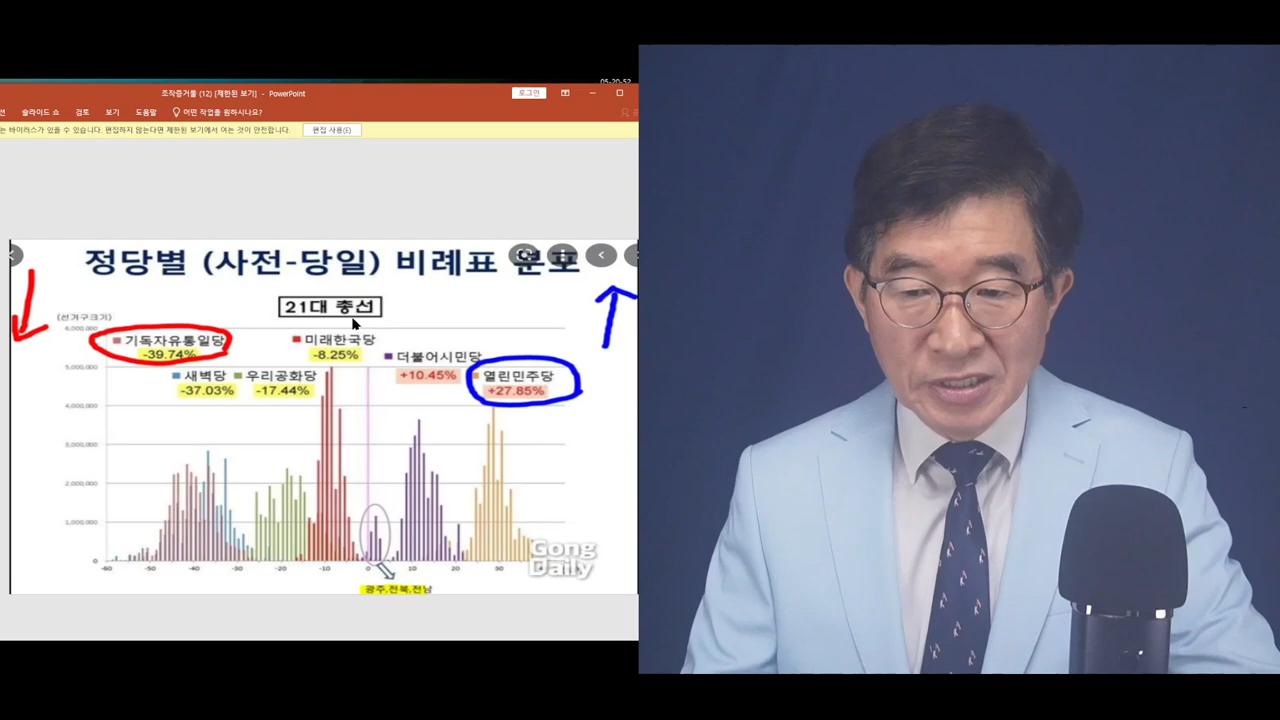 05-20-52
조작증거물 (12) [제한된 보기] - PowerPoint
로그인
션 슬라이드 쇼 검토 보기 도움말 어떤 작업을 원하시나요?
는 바이러스가 있을 수 있습니다. 편집하지 않는다면 제한된 보기에서 여는 것이 안전합니다. 편집 사용(E)
정당별 (사전-당일) 비례표 분포
21대 총선
(선거구크기)
6,000,000
기독자유통일당
-39.74%
미래한국당
-8.25%
더불어시민당
+10.45%
5,000,000
새벽당
-37.03%
우리공화당
-17.44%
열린민주당
+27.85%
4,000,000
3,000,000
2,000,000
1,000,000
0
-60 -50 -40 -30 -20 -10 0 10 20 30
광주,전북,전남
Gong
Daily